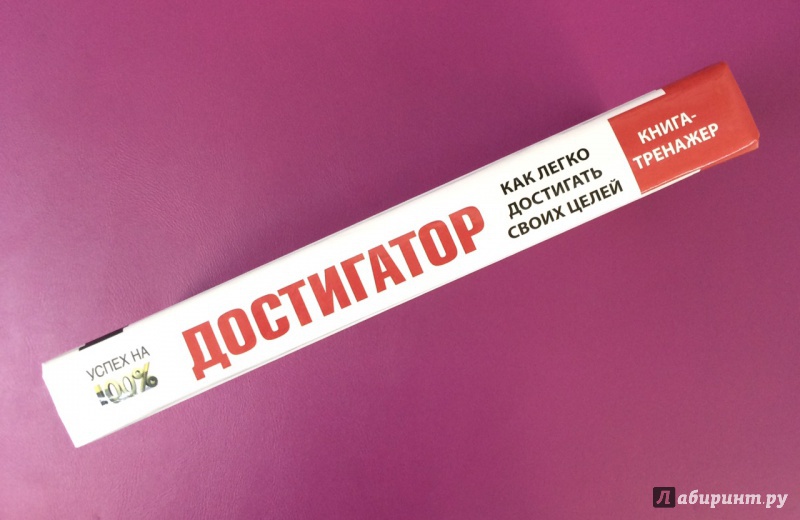 УСПЕХ НА
100%
ДОСТИГАТОР
КАК ЛЕГКО
ДОСТИГАТЬ
СВОИХ ЦЕЛЕЙ
КНИГА-
ТРЕНАЖЕР
Лабиринт.ру